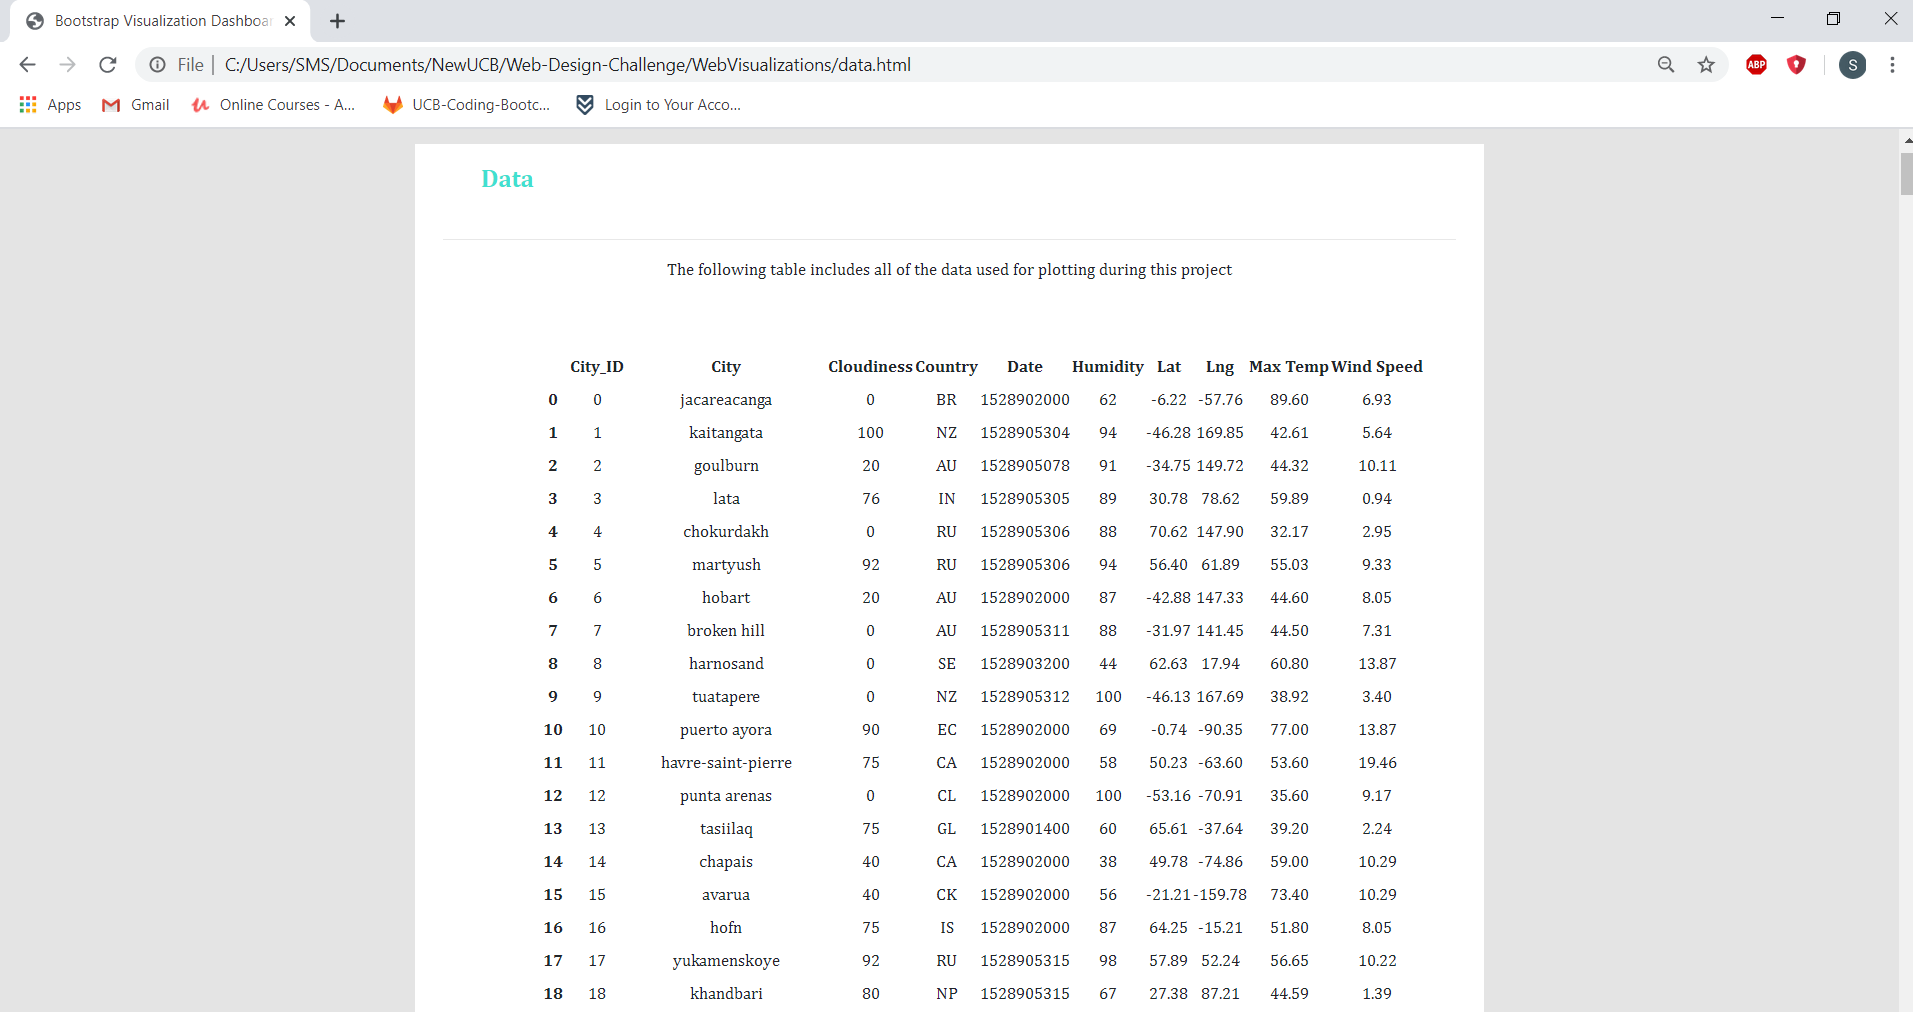 Bootstrap Visualization Dashboar
File | C:/Users/SMS/Documents/NewUCB/Web-Design-Challenge/WebVisualizations/data.html ABP S
Apps Gmail Online Courses - A... UCB-Coding-Bootc... Login to Your Acco...
Data
The following table includes all of the data used for plotting during this project
City_ID City Cloudiness Country Date Humidity Lat Lng Max Temp Wind Speed
0 0 jacareacanga 0 BR 1528902000 62 -6.22 -57.76 89.60 6.93
1 1 kaitangata 100 NZ 1528905304 94 -46.28 169.85 42.61 5.64
2 2 goulburn 20 AU 1528905078 91 -34.75 149.72 44.32 10.11
3 3 lata 76 IN 1528905305 89 30.78 78.62 59.89 0.94
4 4 chokurdakh 0 RU 1528905306 88 70.62 147.90 32.17 2.95
5 5 martyush 92 RU 1528905306 94 56.40 61.89 55.03 9.33
6 6 hobart 20 AU 1528902000 87 -42.88 147.33 44.60 8.05
7 7 broken hill 0 AU 1528905311 88 -31.97 141.45 44.50 7.31
8 8 harnosand 0 SE 1528903200 44 62.63 17.94 60.80 13.87
9 9 tuatapere 0 NZ 1528905312 100 -46.13 167.69 38.92 3.40
10 10 puerto ayora 90 EC 1528902000 69 -0.74 -90.35 77.00 13.87
11 11 havre-saint-pierre 75 CA 1528902000 58 50.23 -63.60 53.60 19.46
12 12 punta arenas 0 CL 1528902000 100 -53.16 -70.91 35.60 9.17
13 13 tasiilaq 75 GL 1528901400 60 65.61 -37.64 39.20 2.24
14 14 chapais 40 CA 1528902000 38 49.78 -74.86 59.00 10.29
15 15 avarua 40 CK 1528902000 56 -21.21 -159.78 73.40 10.29
16 16 hofn 75 IS 1528902000 87 64.25 -15.21 51.80 8.05
17 17 yukamenskoye 92 RU 1528905315 98 57.89 52.24 56.65 10.22
18 18 khandbari 80 NP 1528905315 67 27.38 87.21 44.59 1.39